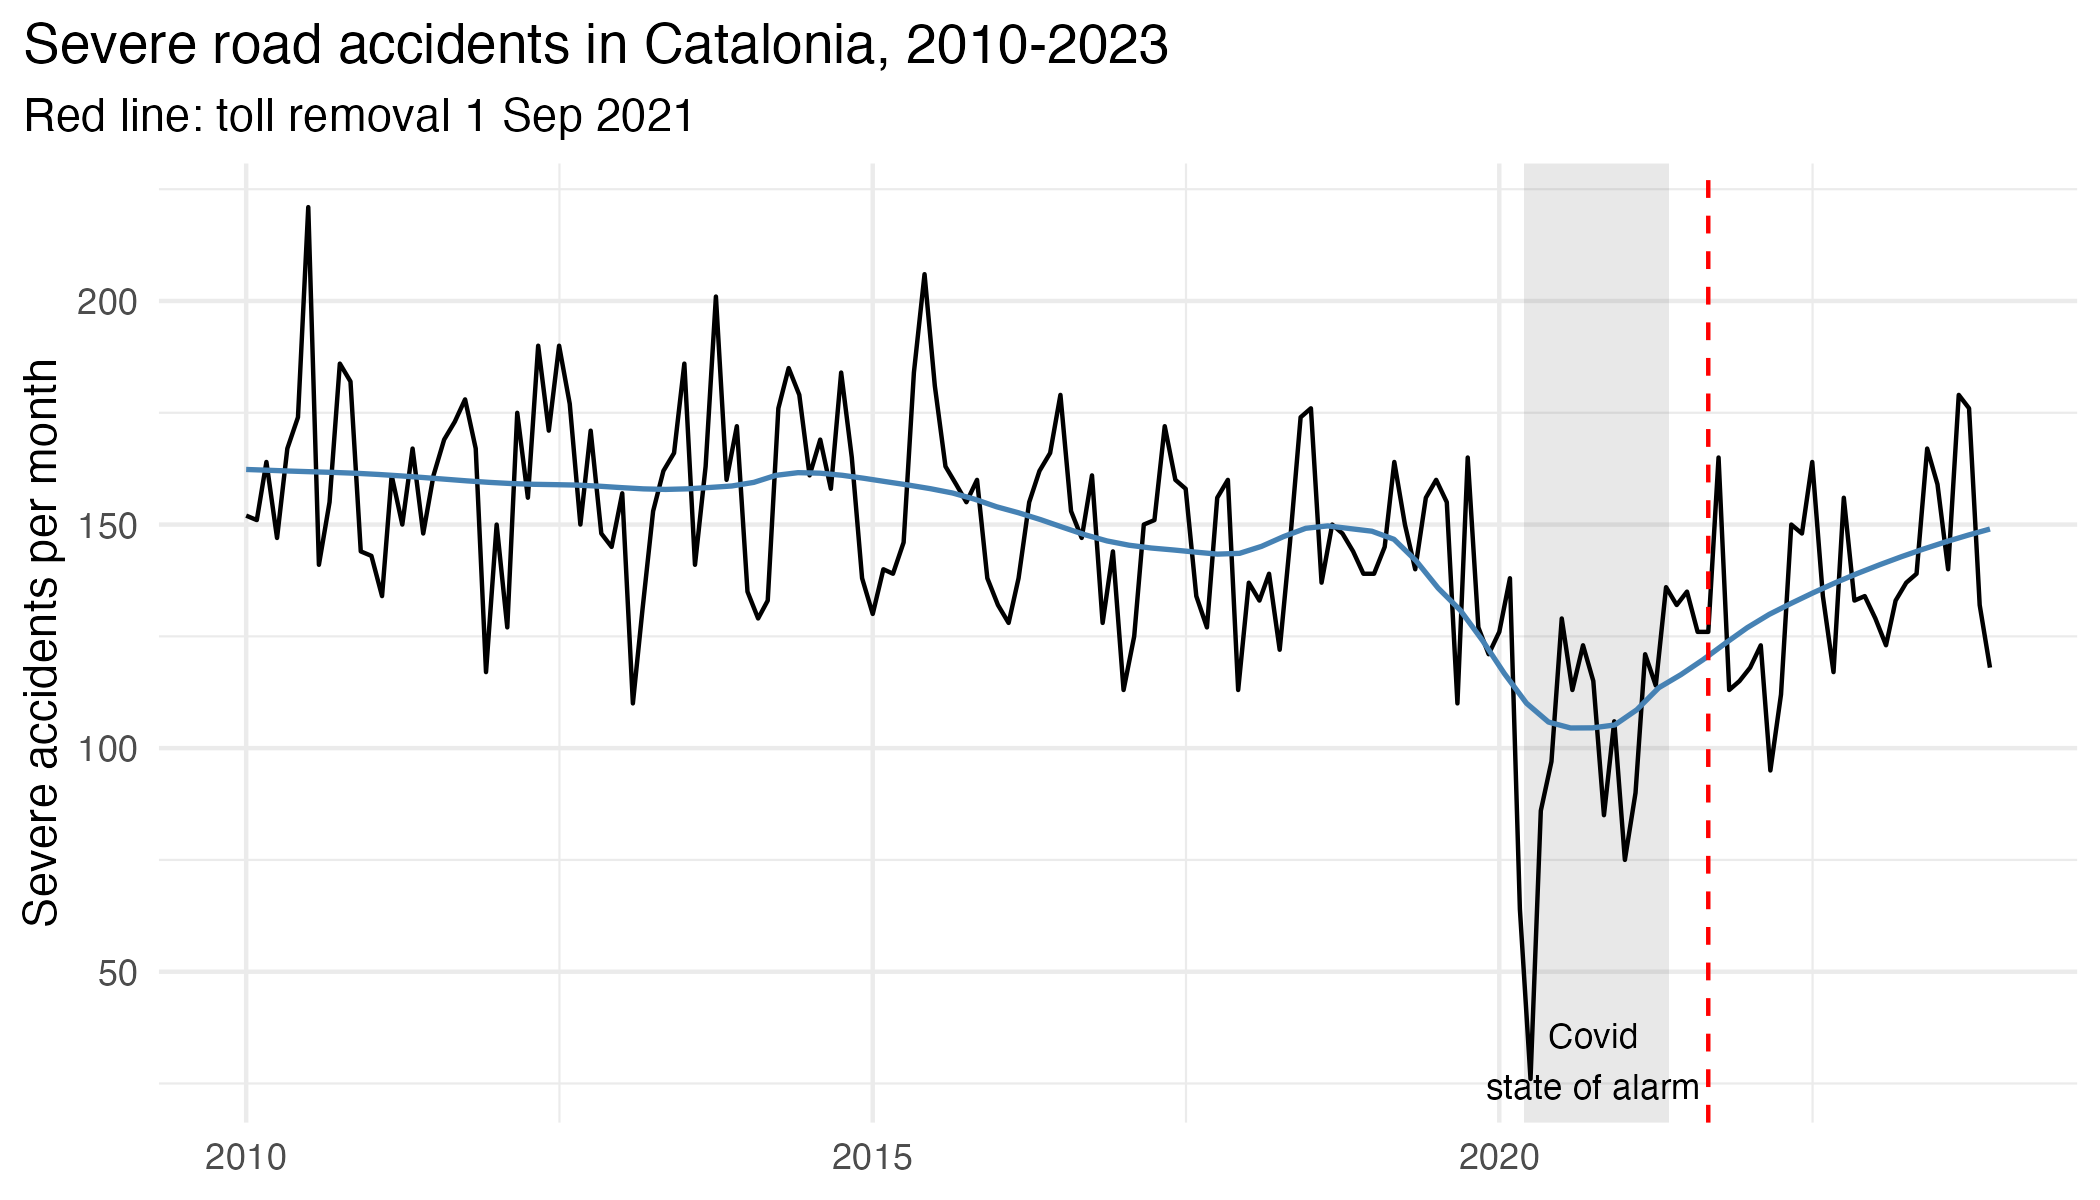 Severe road accidents in Catalonia, 2010-2023
Red line: toll removal 1 Sep 2021
Severe accidents per month
200
150
100
50
Covid
state of alarm
2010
2015
2020